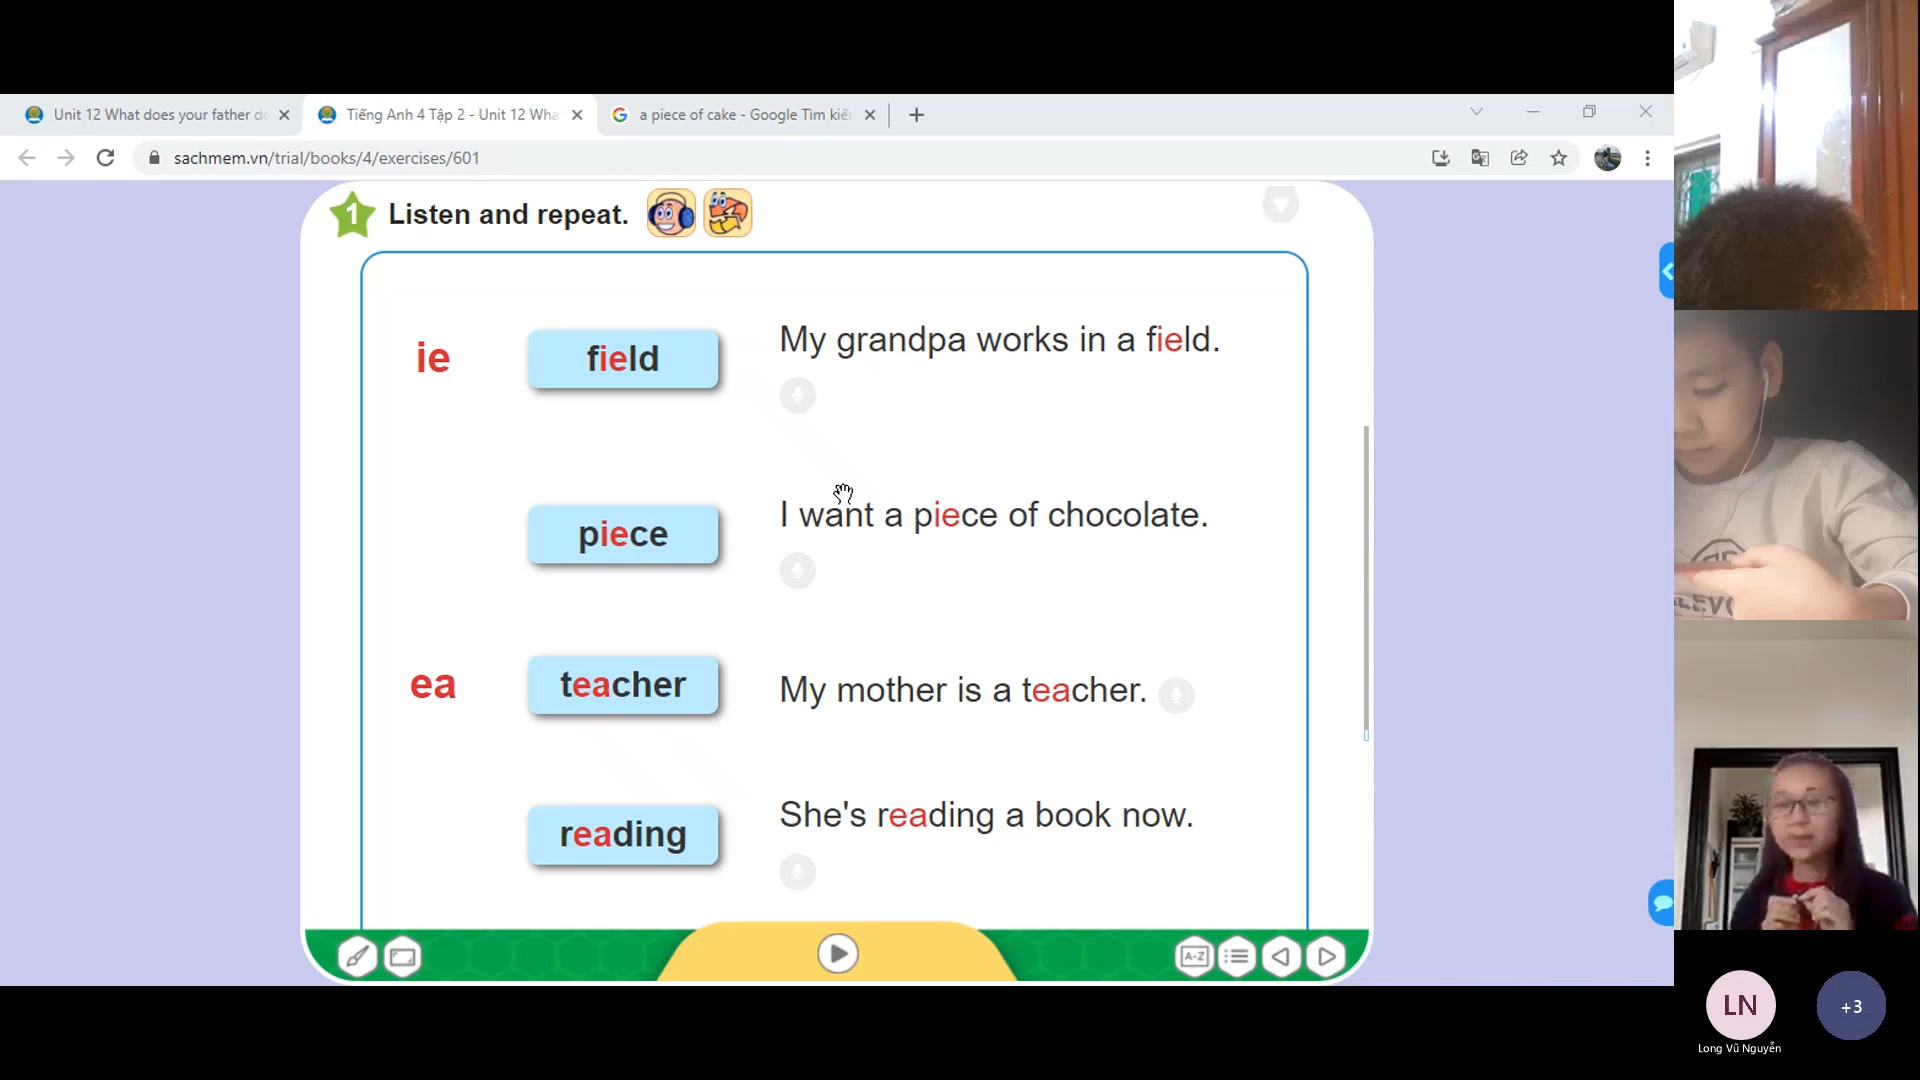 Unit 12 What does your father d
Tiếng Anh 4 Tập 2 - Unit 12 Wha
a piece of cake - Google Tìm kiế
sachmem.vn/trial/books/4/exercises/601
1 Listen and repeat.
ie field My grandpa works in a field.
piece I want a piece of chocolate.
ea teacher My mother is a teacher.
reading She's reading a book now.
A-Z
LN
+3
Long Vũ Nguyễn